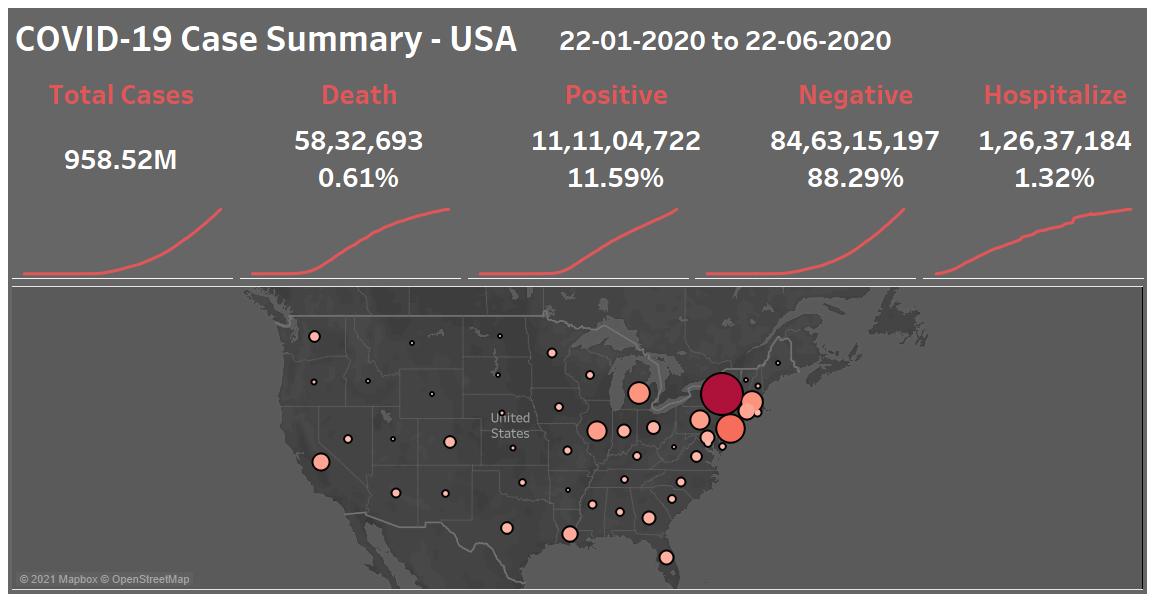 COVID-19 Case Summary - USA 22-01-2020 to 22-06-2020
Total Cases Death Positive Negative Hospitalize
958.52M
58,32,693 11,11,04,722 84,63,15,197 1,26,37,184
0.61% 11.59% 88.29% 1.32%
United
States
© 2021 Mapbox © OpenStreetMap